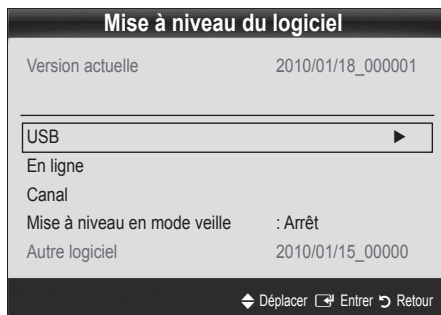 Mise à niveau du logiciel
Version actuelle 2010/01/18_000001
USB ►
En ligne
Canal
Mise à niveau en mode veille : Arrêt
Autre logiciel 2010/01/15_00000
Déplacer Entrer Retour